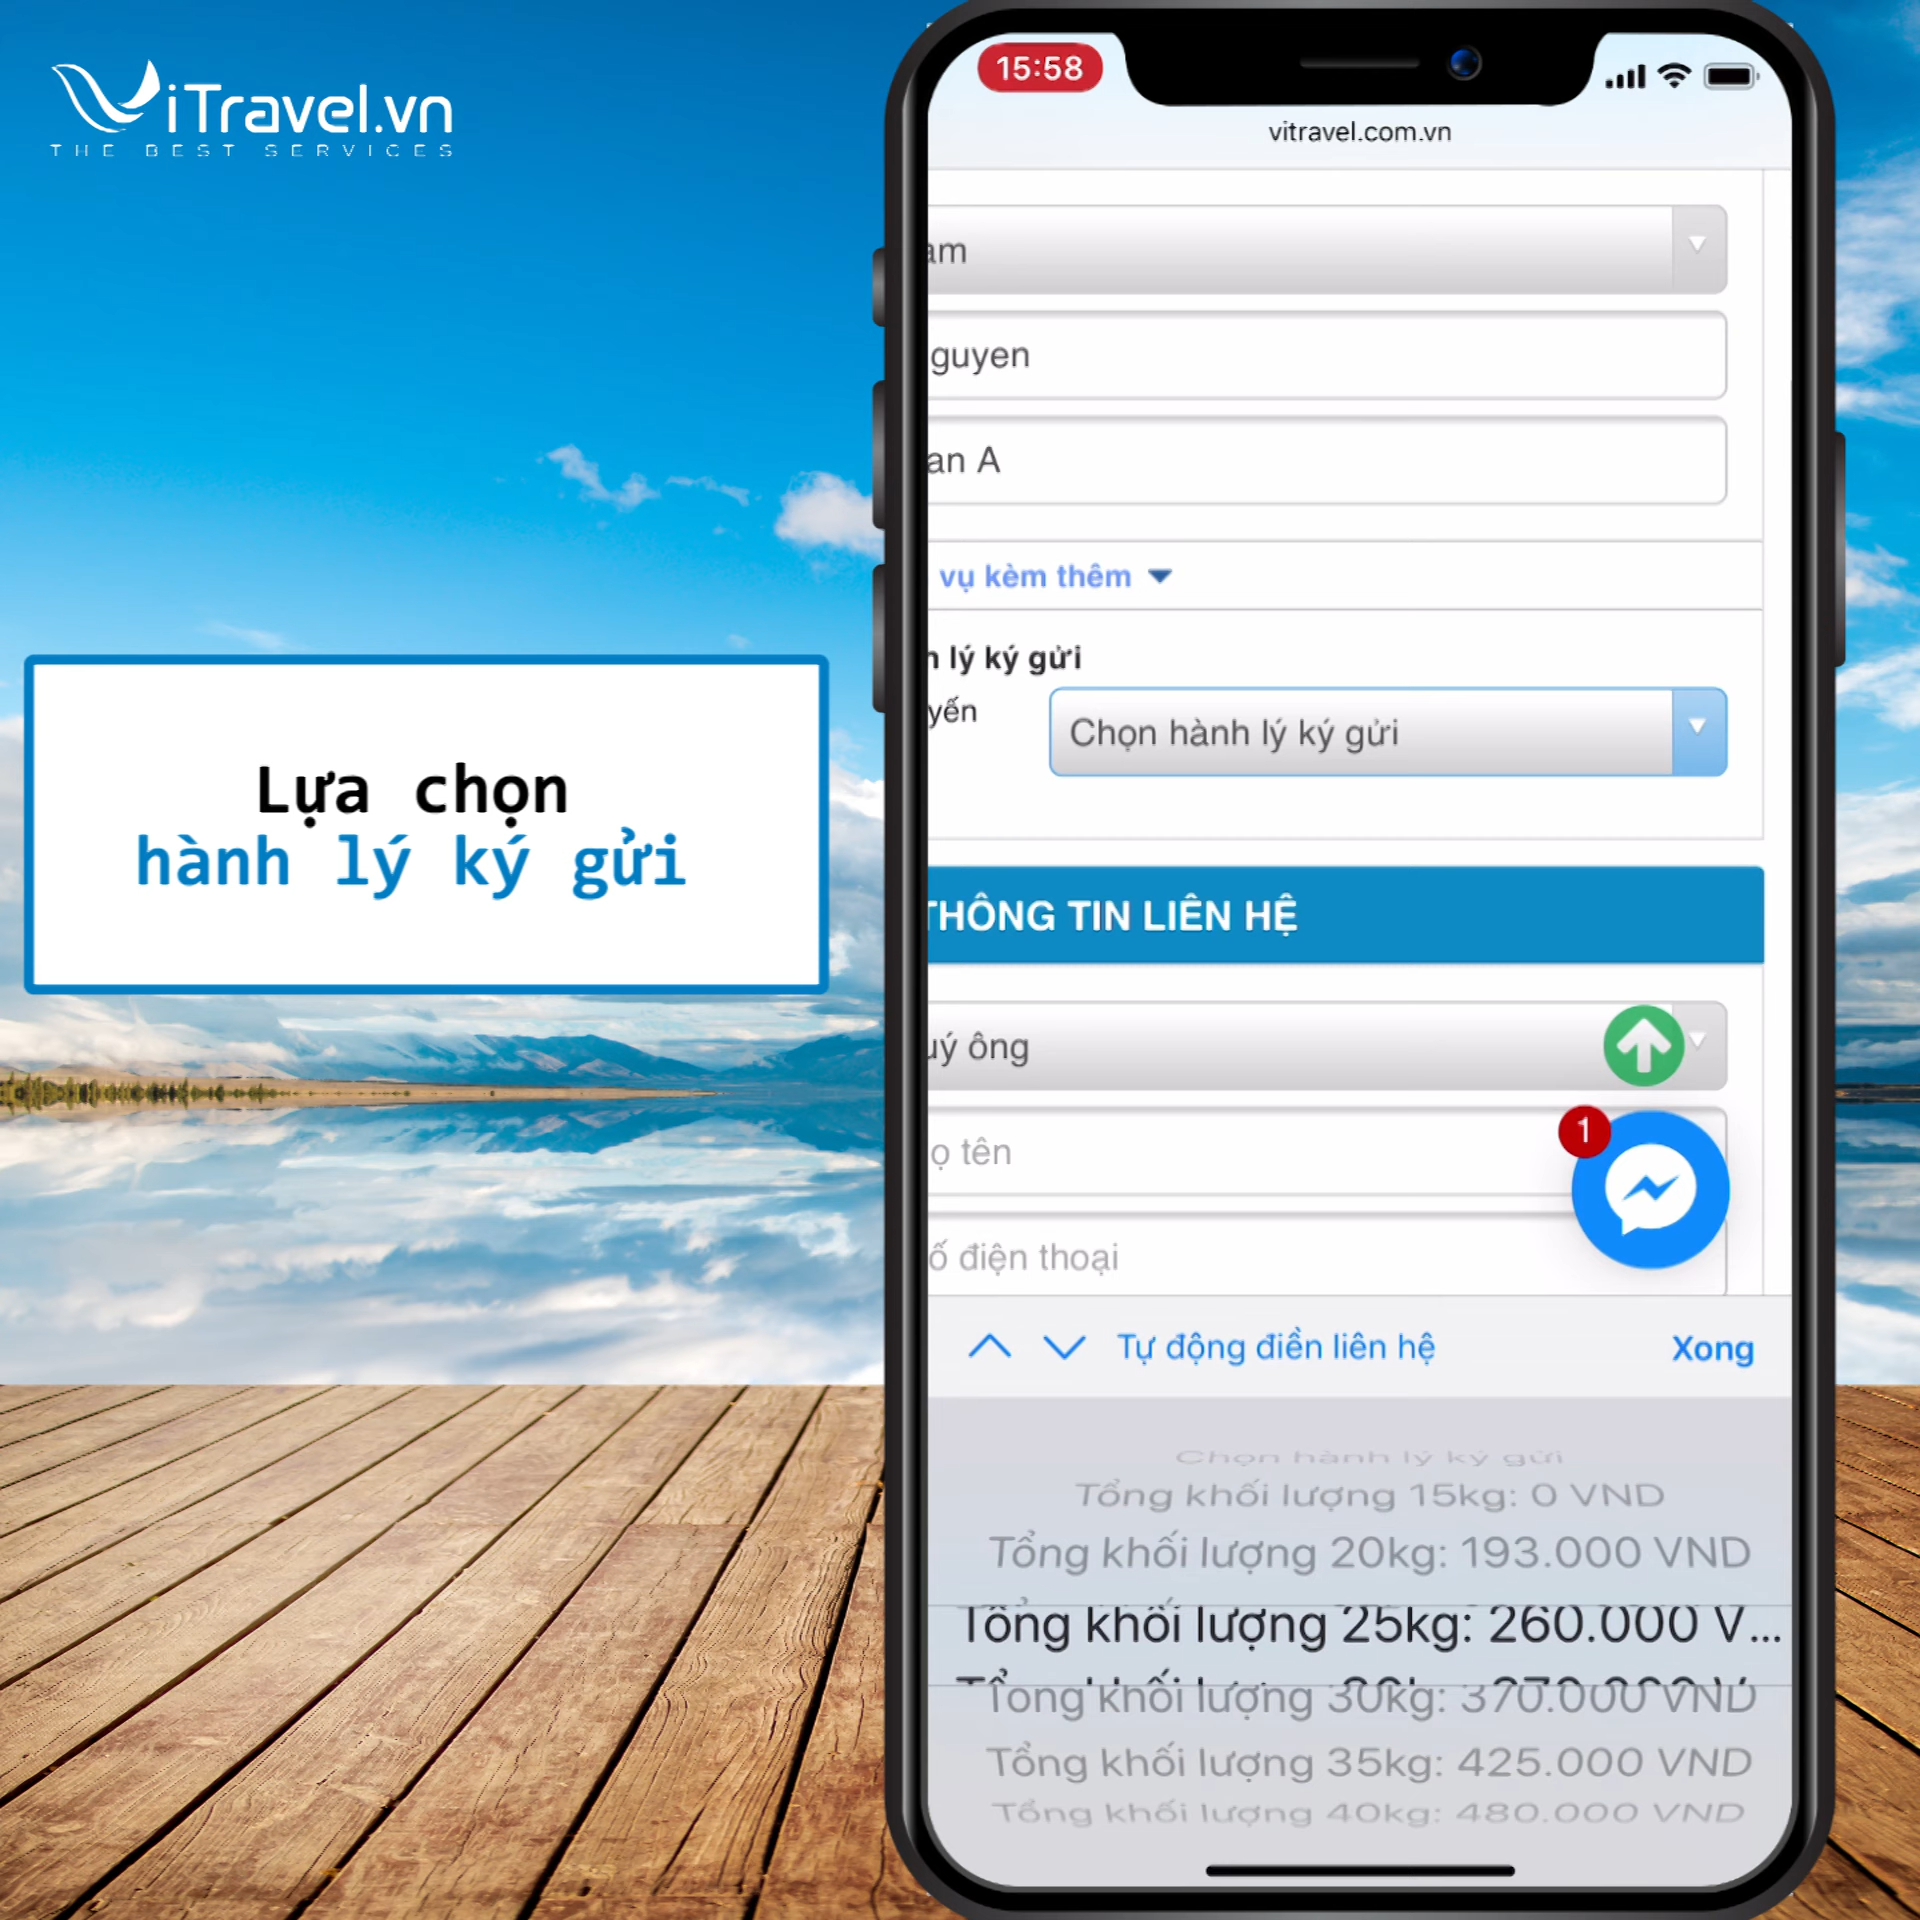 ViTravel.vn
THE BEST SERVICES
Lựa chọn
hành lý ký gửi
15:58
vitravel.com.vn
am
guyen
an A
vụ kèm thêm
lý ký gửi
yến
Chọn hành lý ký gửi
THÔNG TIN LIÊN HỆ
uý ông
ọ tên
1
ố điện thoại
Tự động điền liên hệ
Xong
Chọn hành lý ký gửi
Tổng khối lượng 15kg: 0 VND
Tổng khối lượng 20kg: 193.000 VND
Tổng khối lượng 25kg: 260.000 V...
Tổng khối lượng 30kg: 370.000 VND
Tổng khối lượng 35kg: 425.000 VND
Tổng khối lượng 40kg: 480.000 VND